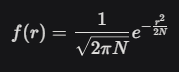 f(r) = \frac{1}{\sqrt{2\pi N}} e^{-\frac{r^2}{2N}}